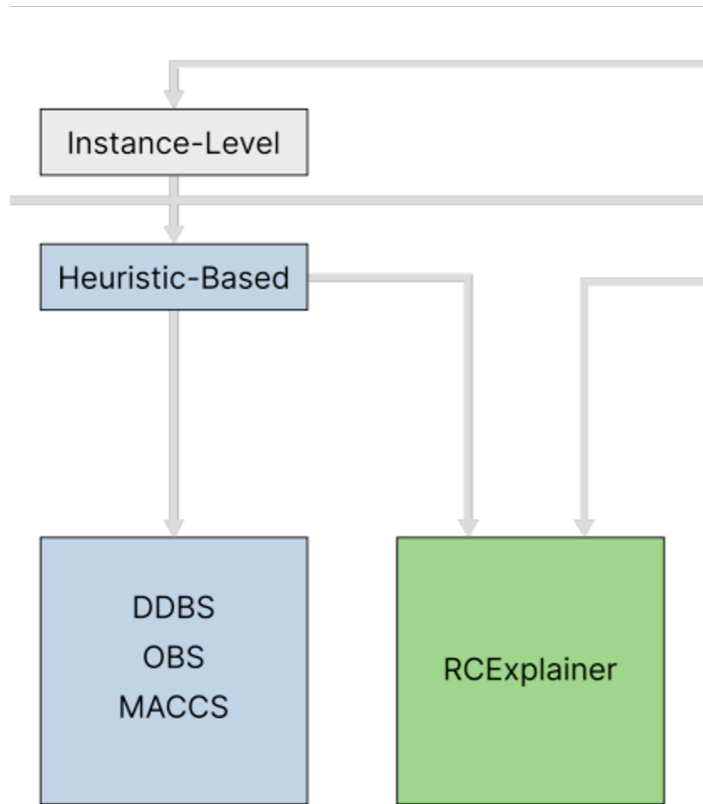 Instance-Level
Heuristic-Based
DDBS
OBS
MACCS
RCExplainer